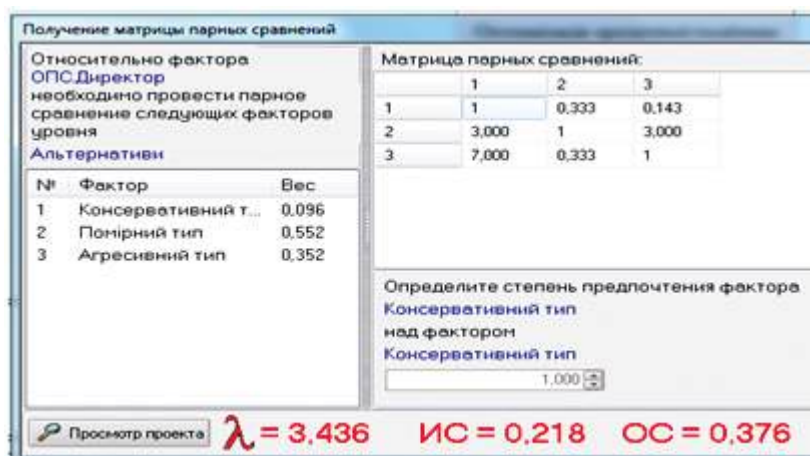 Получение матрицы парных сравнений
Относительно фактора
ОПС.Директор
необходимо провести парное
сравнение следующих факторов
уровня
Альтернативи
№ Фактор Вес
1 Консервативний т... 0,096
2 Помірний тип 0,552
3 Агресивний тип 0,352
Матрица парных сравнений:
1 2 3
1 1 0,333 0,143
2 3,000 1 3,000
3 7,000 0,333 1
Определите степень предпочтения фактора
Консервативний тип
над фактором
Консервативний тип
1,000
Просмотр проекта λ = 3,436 ИС = 0,218 ОС = 0,376